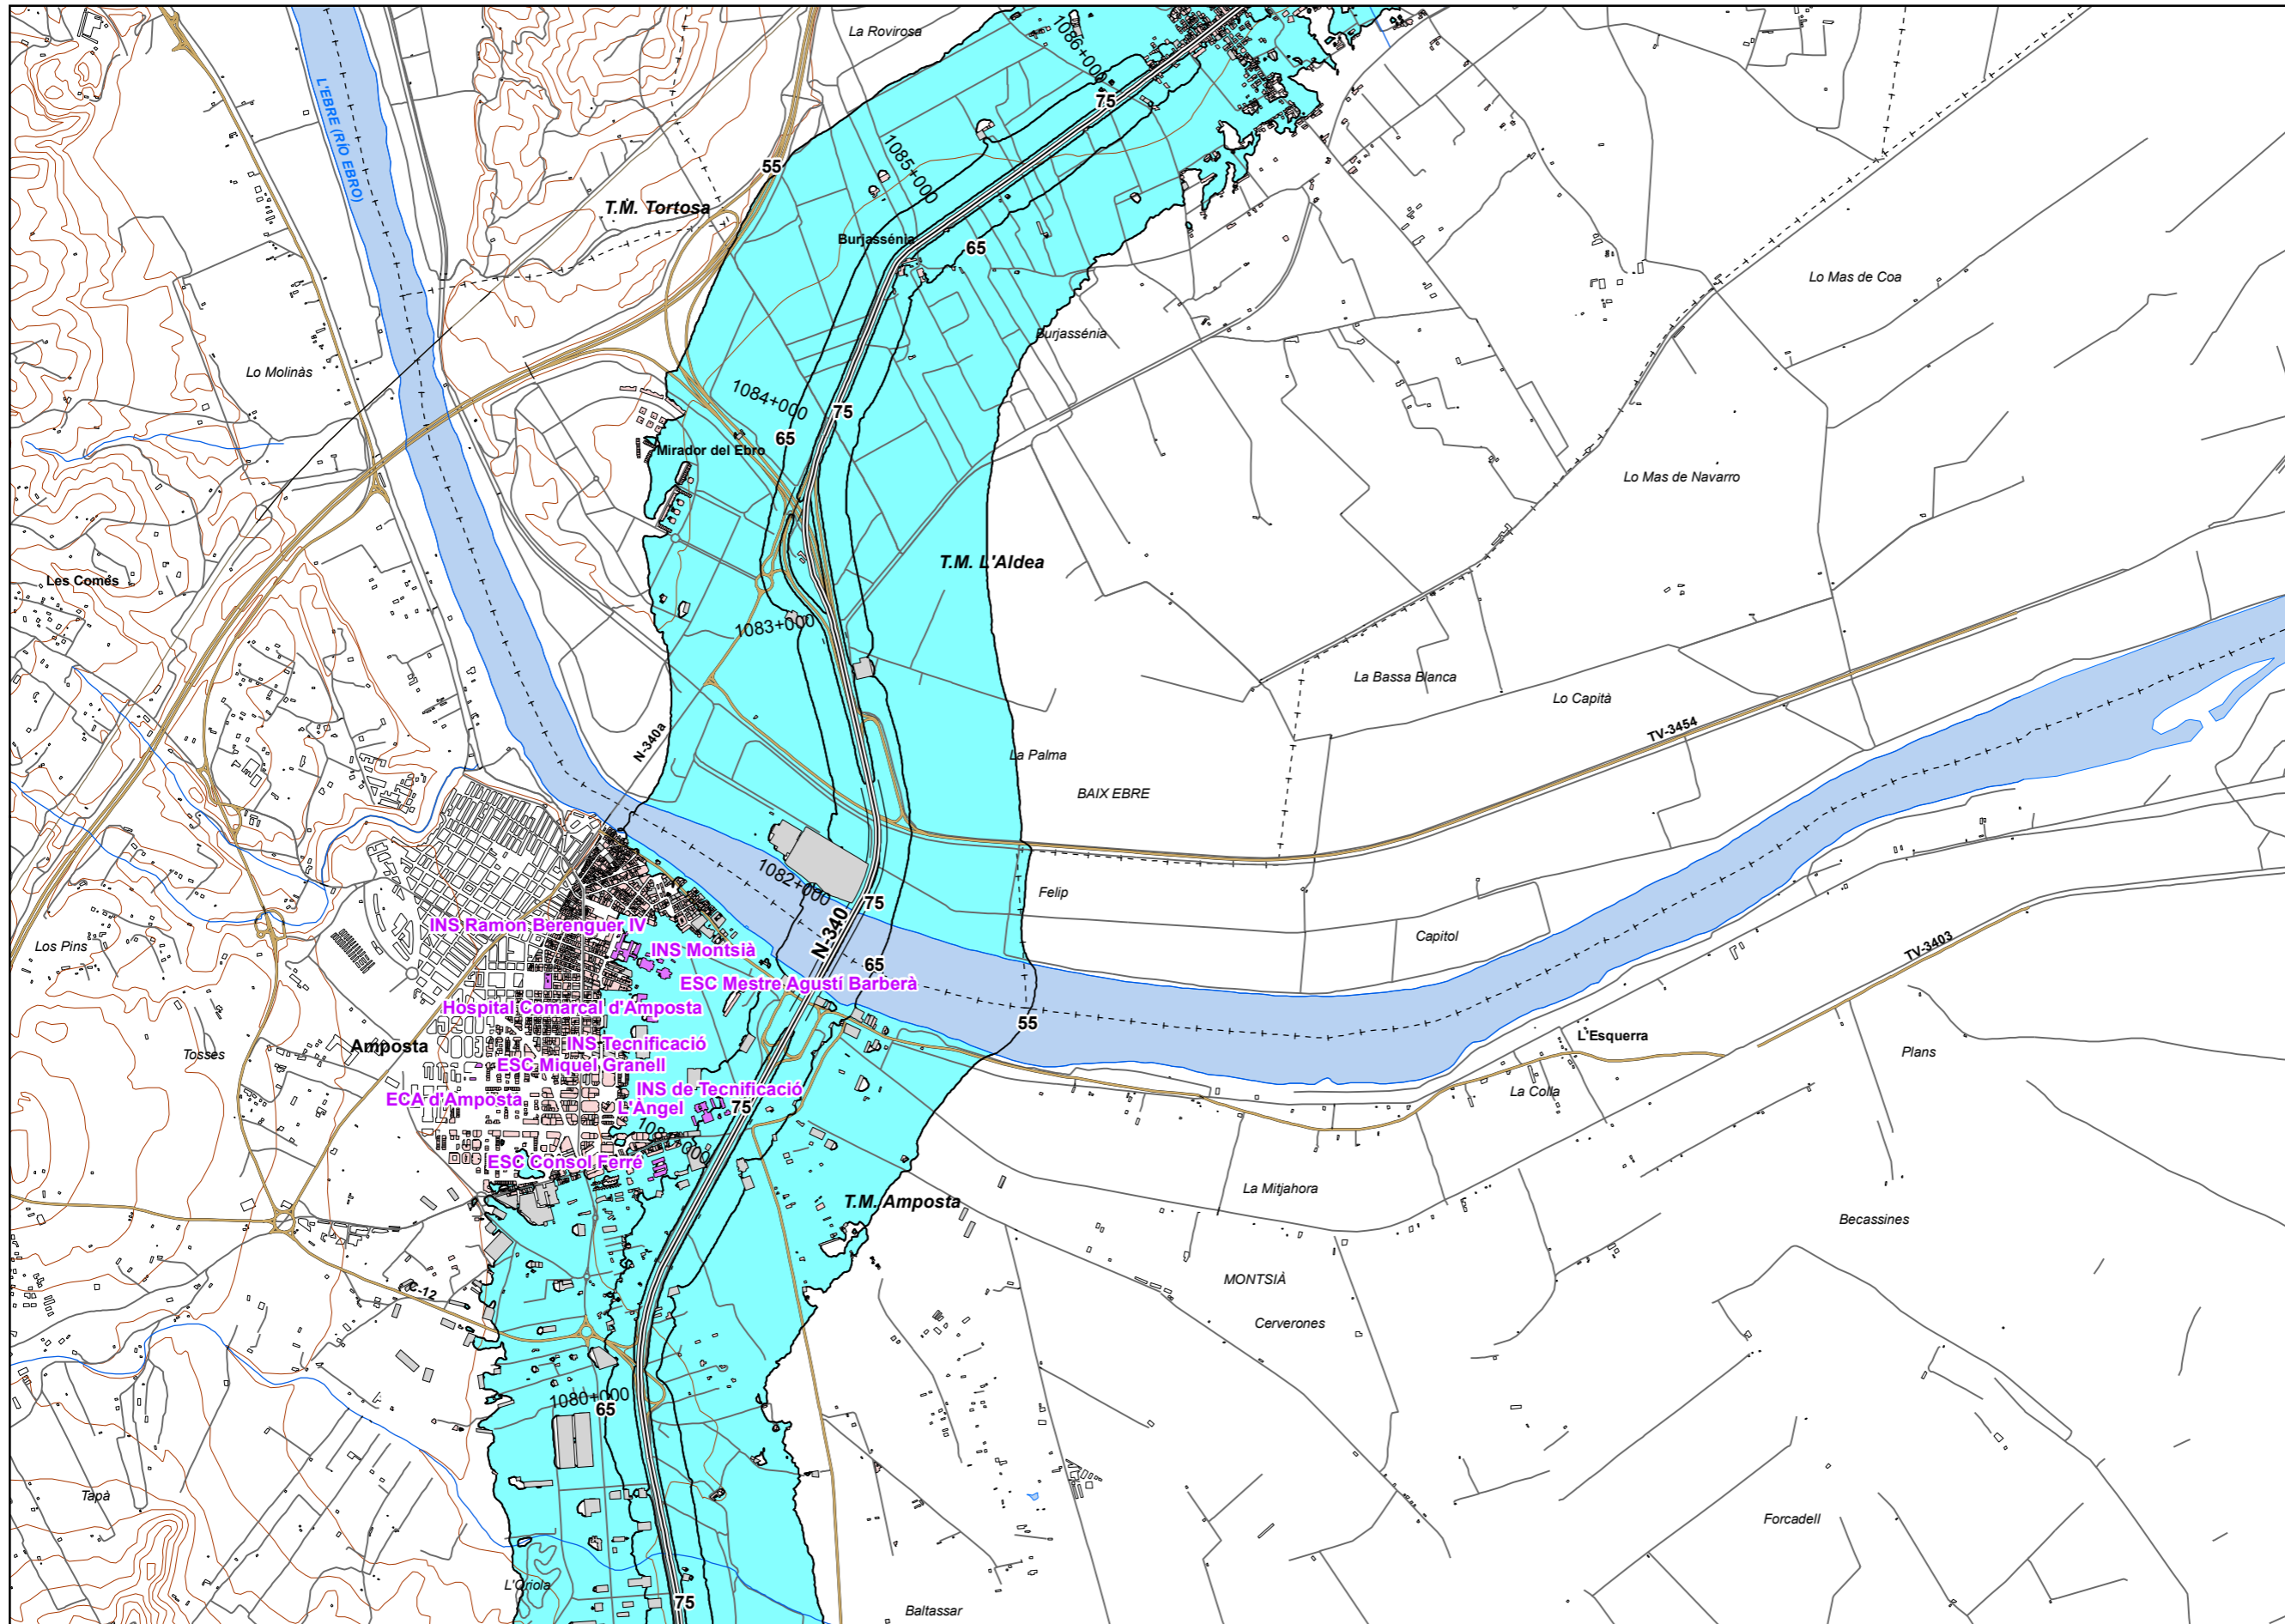 La Rovirosa
1086+000
L'EBRE (RÍO EBRO)
75
1085+000
55
T.M. Tortosa
Burjassénia
65
Lo Mas de Coa
Burjassénia
Lo Molinàs
1084+000
75
65
Mirador del Ebro
Lo Mas de Navarro
T.M. L'Aldea
Les Comes
1083+000
La Bassa Blanca
Lo Capità
TV-3454
N-340a
La Palma
BAIX EBRE
1082+000
Felip
75
N-340
INS Ramon Berenguer IV
Capitol
Los Pins
INS Montsià
TV-3403
65
ESC Mestre Agustí Barberà
Hospital Comarcal d'Amposta
55
L'Esquerra
INS Tecnificació
Amposta
Tosses
Plans
ESC Miquel Granell
INS de Tecnificació
La Colla
ECA d'Amposta
L'Àngel
75
ESC Consol Ferré
La Mitjahora
T.M. Amposta
Becassines
MONTSIÀ
C-12
Cerverones
1080+000
65
Tapà
Forcadell
L'Oriola
75
Baltassar